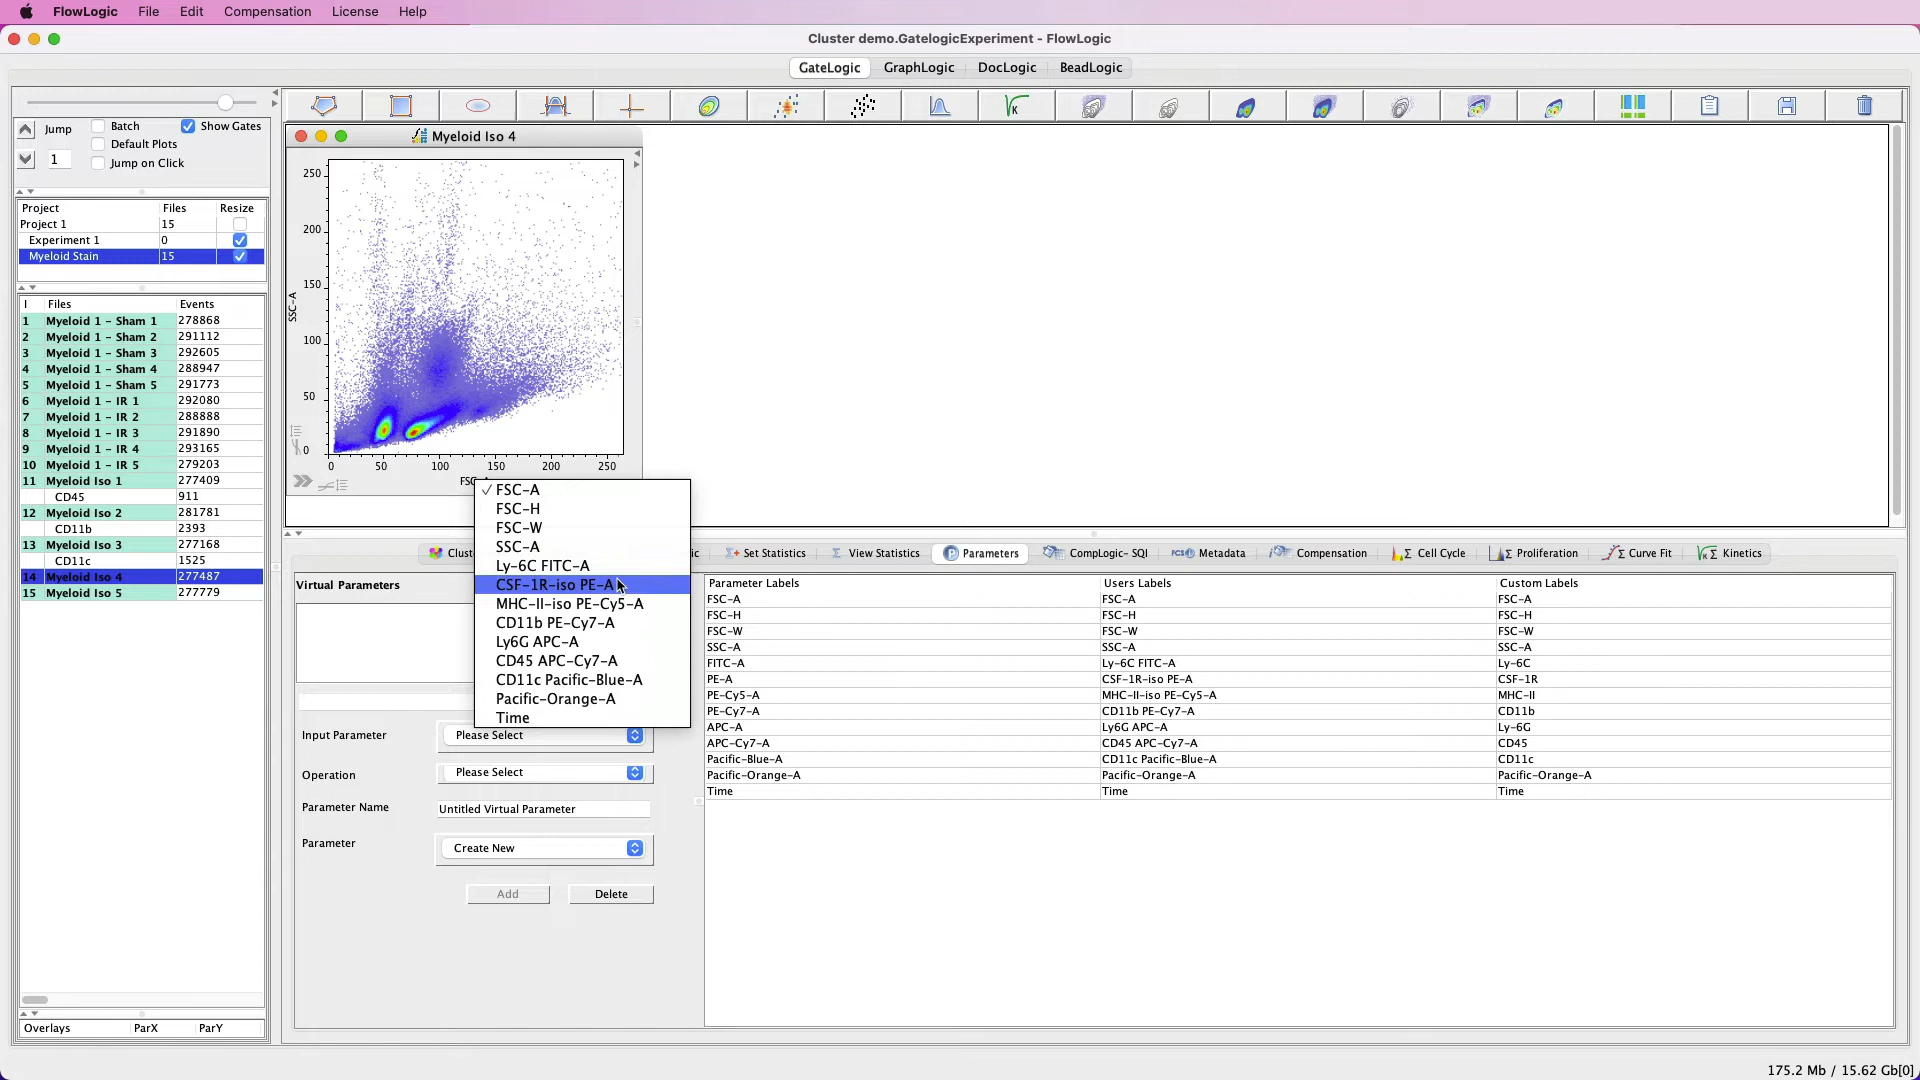 FlowLogic File Edit Compensation License Help
Cluster demo.GatelogicExperiment - FlowLogic
GateLogic GraphLogic DocLogic BeadLogic
Jump Batch Show Gates
Default Plots
1 Jump on Click
Project Files Resize
Project 1 15
Experiment 1 0
Myeloid Stain 15
I Files Events
1 Myeloid 1 - Sham 1 278868
2 Myeloid 1 - Sham 2 291112
3 Myeloid 1 - Sham 3 292605
4 Myeloid 1 - Sham 4 288947
5 Myeloid 1 - Sham 5 291773
6 Myeloid 1 - IR 1 292080
7 Myeloid 1 - IR 2 288888
8 Myeloid 1 - IR 3 291890
9 Myeloid 1 - IR 4 293165
10 Myeloid 1 - IR 5 279203
11 Myeloid Iso 1 277409
CD45 911
12 Myeloid Iso 2 281781
CD11b 2393
13 Myeloid Iso 3 277168
CD11c 1525
14 Myeloid Iso 4 277487
15 Myeloid Iso 5 277779
Overlays ParX ParY
Myeloid Iso 4
250
200
150
100
50
0
SSC-A
0 50 100 150 200 250
FSC-A
FSC-H
FSC-W
SSC-A
Ly-6C FITC-A
CSF-1R-iso PE-A
MHC-II-iso PE-Cy5-A
CD11b PE-Cy7-A
Ly6G APC-A
CD45 APC-Cy7-A
CD11c Pacific-Blue-A
Pacific-Orange-A
Time
Set Statistics View Statistics Parameters CompLogic- SQI Metadata Compensation Cell Cycle Proliferation Curve Fit Kinetics
Virtual Parameters
Input Parameter Please Select
Operation Please Select
Parameter Name Untitled Virtual Parameter
Parameter Create New
Add Delete
Parameter Labels Users Labels Custom Labels
FSC-A FSC-A FSC-A
FSC-H FSC-H FSC-H
FSC-W FSC-W FSC-W
SSC-A SSC-A SSC-A
FITC-A Ly-6C FITC-A Ly-6C
PE-A CSF-1R-iso PE-A CSF-1R
PE-Cy5-A MHC-II-iso PE-Cy5-A MHC-II
PE-Cy7-A CD11b PE-Cy7-A CD11b
APC-A Ly6G APC-A Ly-6G
APC-Cy7-A CD45 APC-Cy7-A CD45
Pacific-Blue-A CD11c Pacific-Blue-A CD11c
Pacific-Orange-A Pacific-Orange-A Pacific-Orange-A
Time Time Time
175.2 Mb / 15.62 Gb[0]